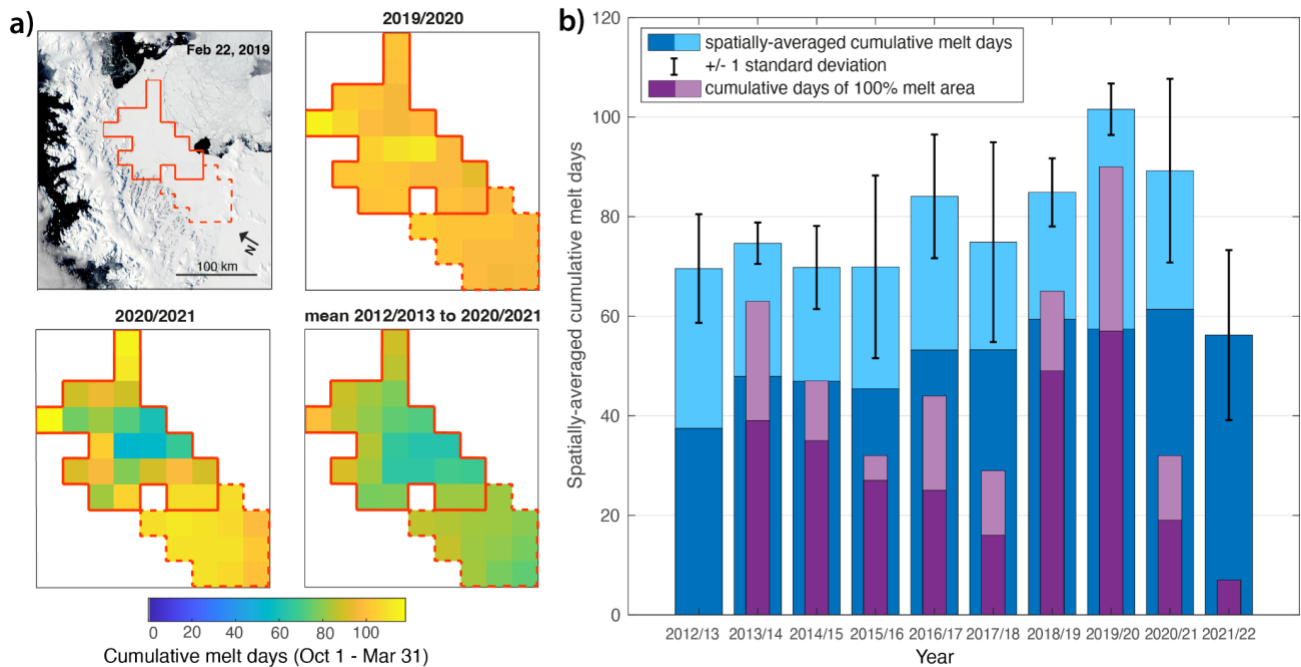 a)
Feb 22, 2019
N
100 km
2019/2020
2020/2021
mean 2012/2013 to 2020/2021
0 20 40 60 80 100
Cumulative melt days (Oct 1 - Mar 31)
b)
120
100
80
60
40
20
0
Spatially-averaged cumulative melt days
spatially-averaged cumulative melt days
+/- 1 standard deviation
cumulative days of 100% melt area
2012/13 2013/14 2014/15 2015/16 2016/17 2017/18 2018/19 2019/20 2020/21 2021/22
Year